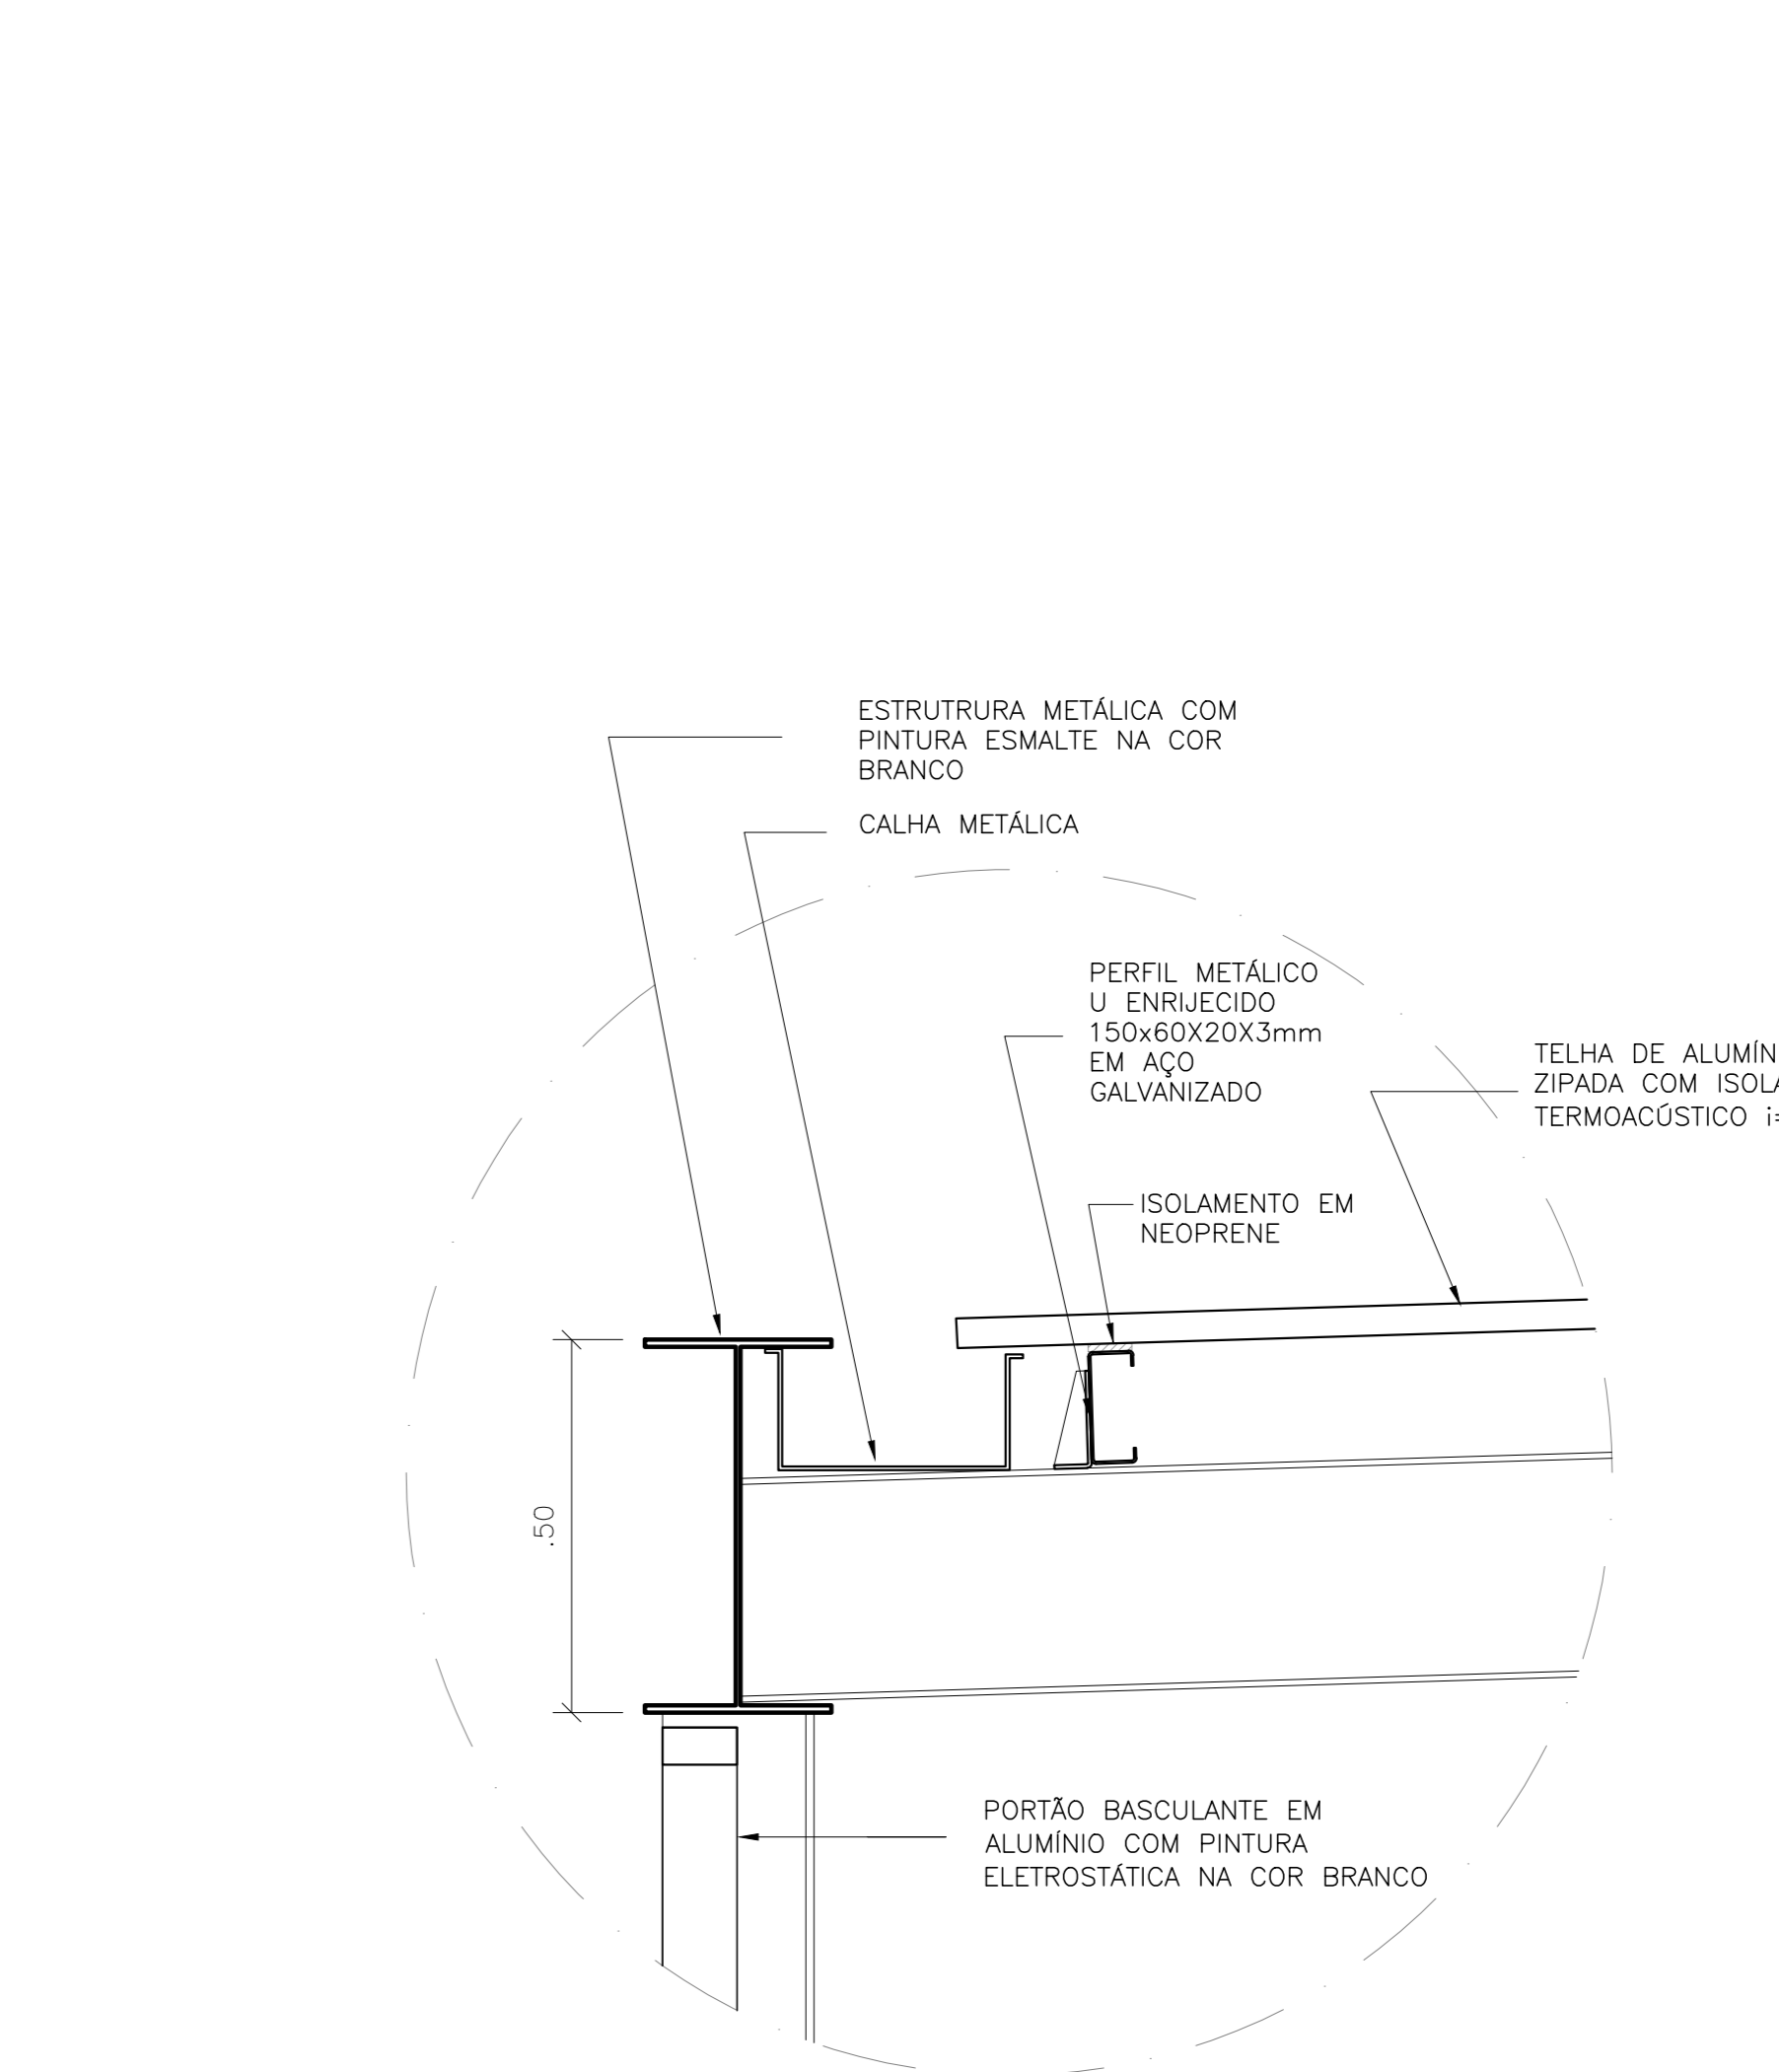 ESTRUTRURA METÁLICA COM
PINTURA ESMALTE NA COR
BRANCO
CALHA METÁLICA
PERFIL METÁLICO
U ENRIJECIDO
150x60X20X3mm
EM AÇO
GALVANIZADO
TELHA DE ALUMÍN
ZIPADA COM ISOLA
TERMOACÚSTICO i=
ISOLAMENTO EM
NEOPRENE
.50
PORTÃO BASCULANTE EM
ALUMÍNIO COM PINTURA
ELETROSTÁTICA NA COR BRANCO